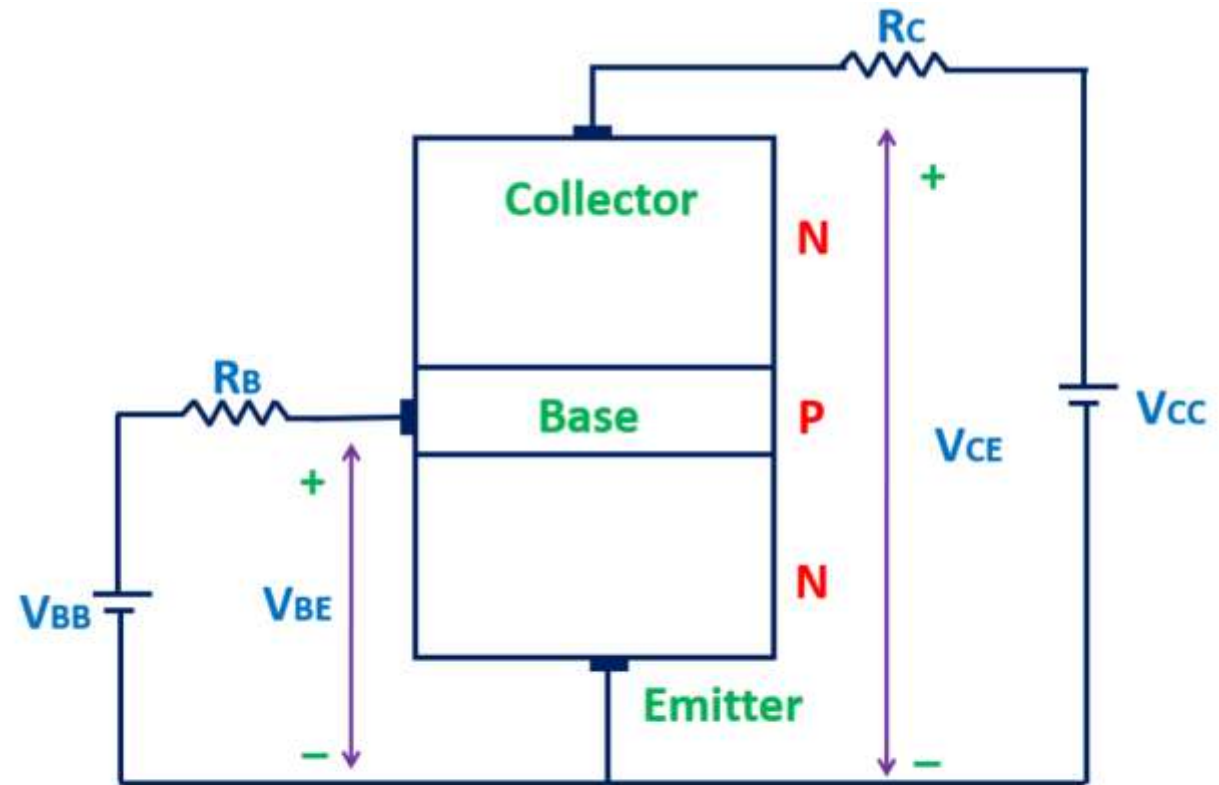 RC
Collector
N
+
RB
Base
P
VCC
VCE
+
VBE
N
VBB
Emitter
–
–